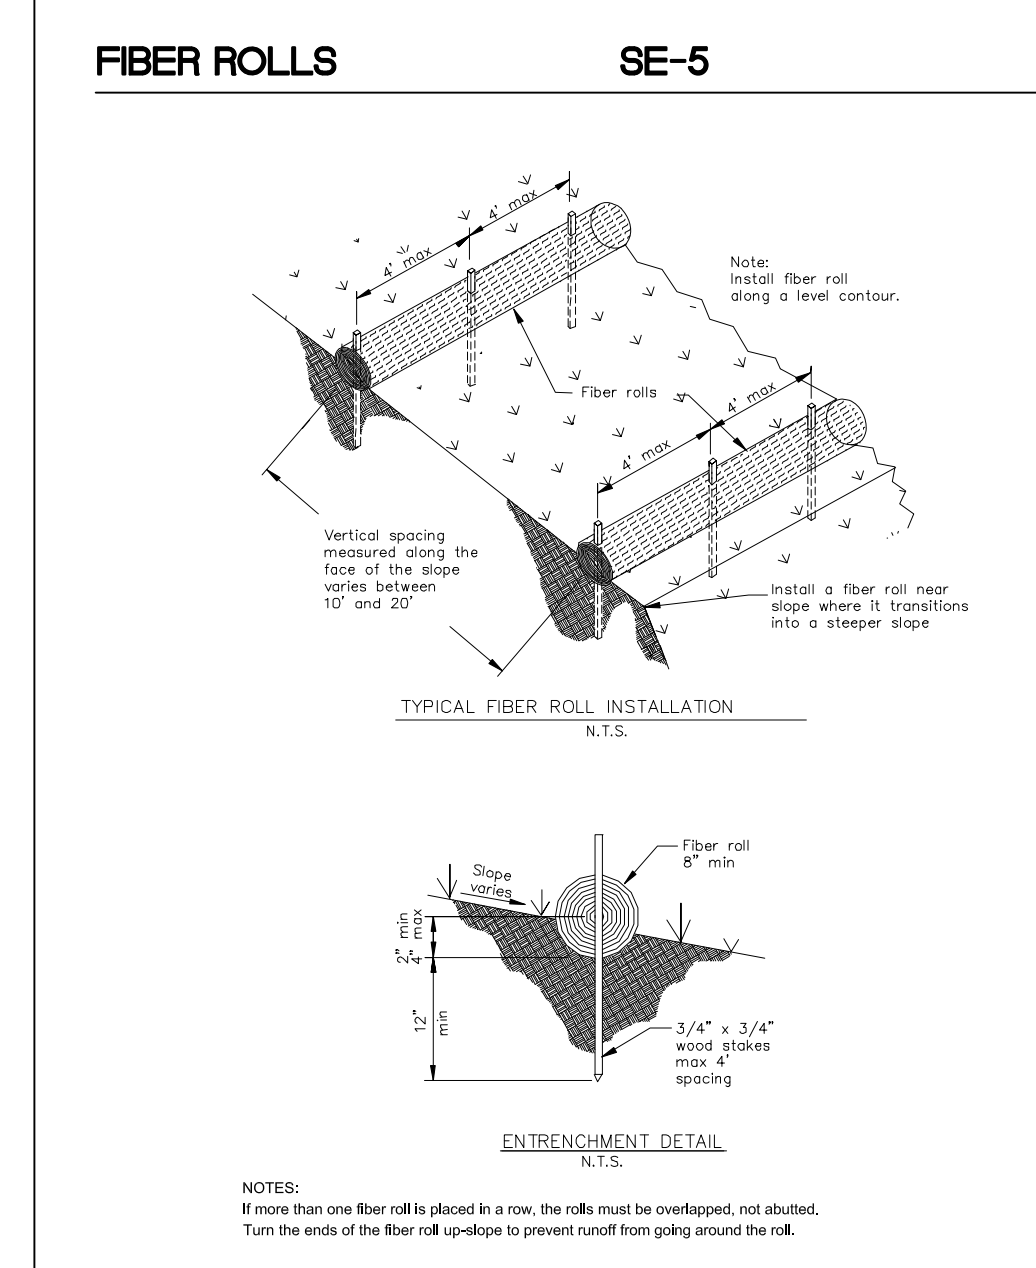 FIBER ROLLS SE-5
4' max
4' max
Note:
Install fiber roll
along a level contour.
Fiber rolls
4' max
4' max
Vertical spacing
measured along the
face of the slope
varies between
10' and 20'
Install a fiber roll near
slope where it transitions
into a steeper slope
TYPICAL FIBER ROLL INSTALLATION
N.T.S.
Fiber roll
8" min
Slope
varies
2" min
4" max
12"
min
3/4" x 3/4"
wood stakes
max 4'
spacing
ENTRENCHMENT DETAIL
N.T.S.
NOTES:
If more than one fiber roll is placed in a row, the rolls must be overlapped, not abutted.
Turn the ends of the fiber roll up-slope to prevent runoff from going around the roll.